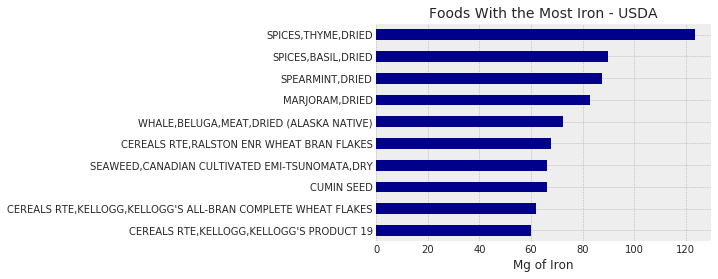 Foods With the Most Iron - USDA
SPICES,THYME,DRIED
SPICES,BASIL,DRIED
SPEARMINT,DRIED
MARJORAM,DRIED
WHALE,BELUGA,MEAT,DRIED (ALASKA NATIVE)
CEREALS RTE,RALSTON ENR WHEAT BRAN FLAKES
SEAWEED,CANADIAN CULTIVATED EMI-TSUNOMATA,DRY
CUMIN SEED
CEREALS RTE,KELLOGG,KELLOGG'S ALL-BRAN COMPLETE WHEAT FLAKES
CEREALS RTE,KELLOGG,KELLOGG'S PRODUCT 19
0 20 40 60 80 100 120
Mg of Iron